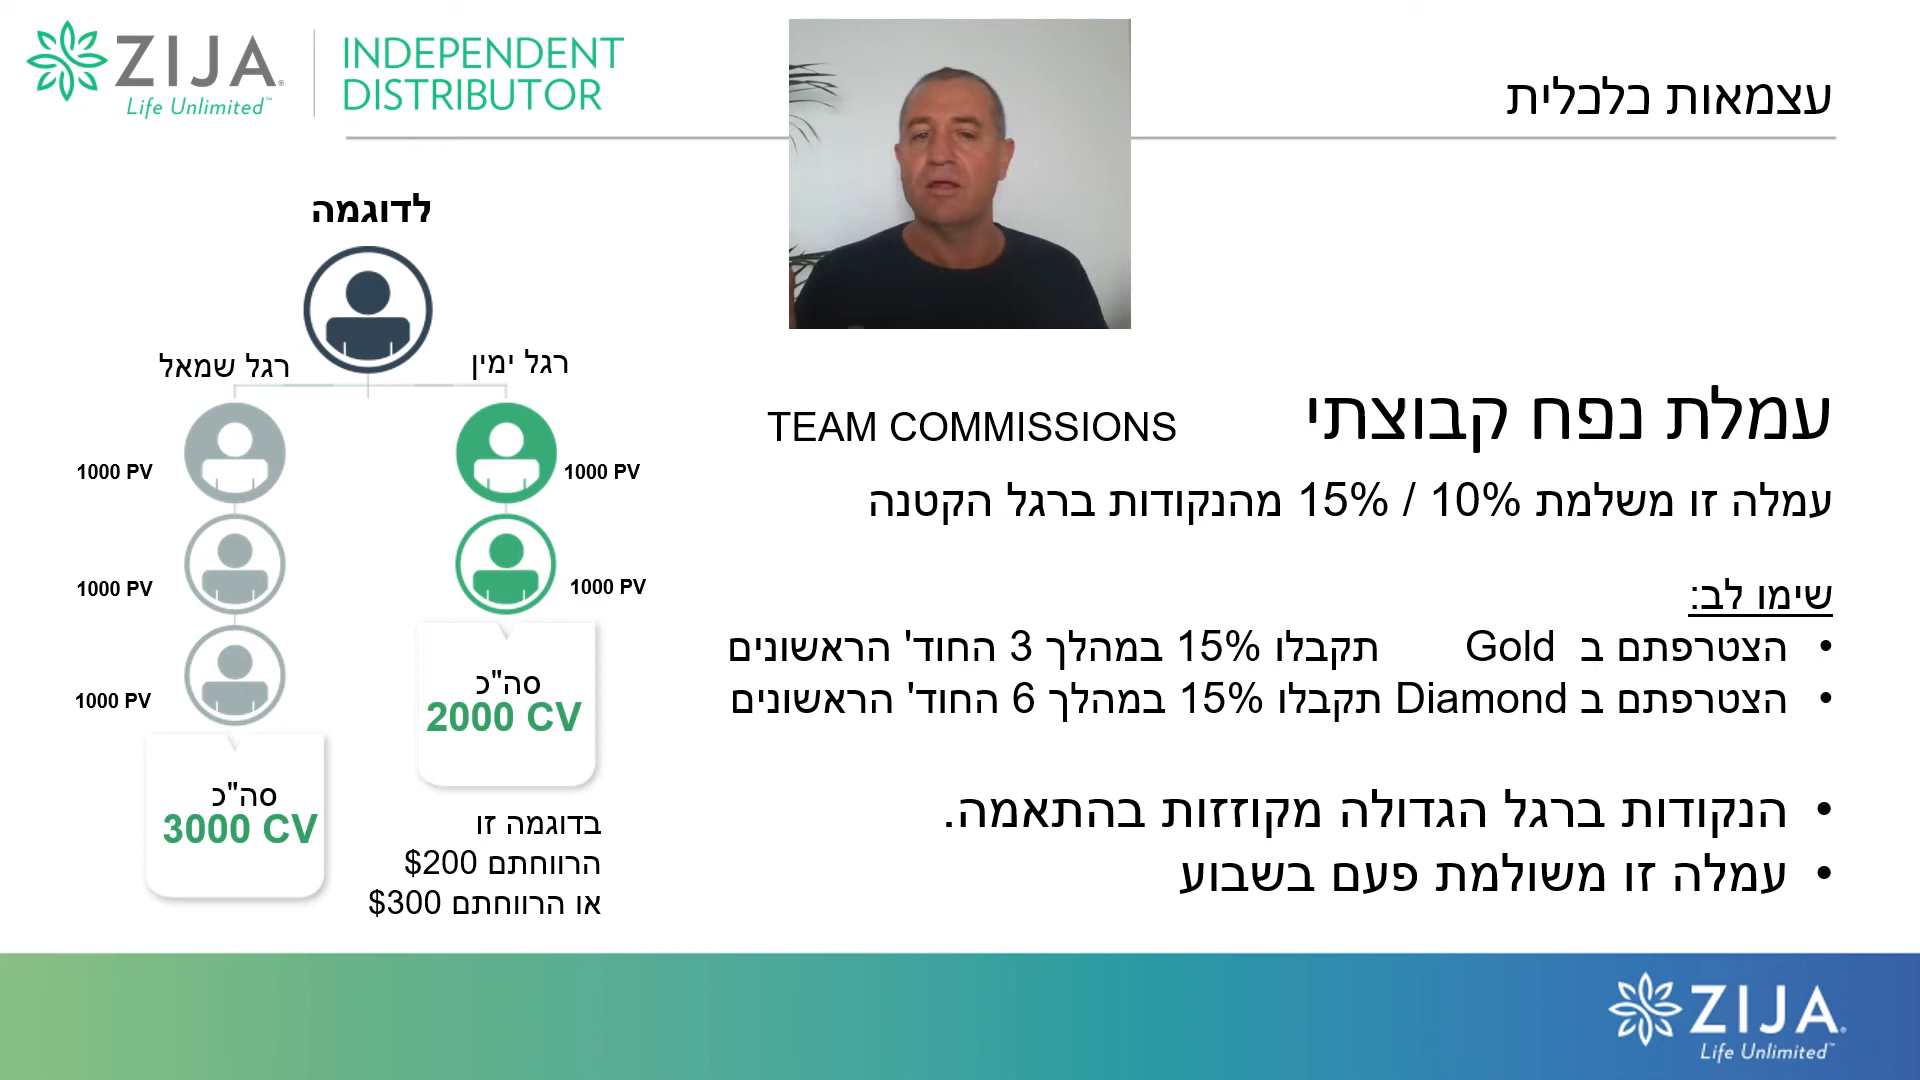 ZIJA®
Life Unlimited™
INDEPENDENT
DISTRIBUTOR
עצמאות כלכלית
לדוגמה
רגל שמאל
רגל ימין
1000 PV
1000 PV
1000 PV
1000 PV
1000 PV
סה"כ
2000 CV
סה"כ
3000 CV
בדוגמה זו
הרווחתם 200$
או הרווחתם 300$
עמלת נפח קבוצתי TEAM COMMISSIONS
עמלה זו משלמת 10% / 15% מהנקודות ברגל הקטנה
שימו לב:
• הצטרפתם ב Gold תקבלו 15% במהלך 3 החוד' הראשונים
• הצטרפתם ב Diamond תקבלו 15% במהלך 6 החוד' הראשונים
• הנקודות ברגל הגדולה מקוזזות בהתאמה.
• עמלה זו משולמת פעם בשבוע
ZIJA®
Life Unlimited™